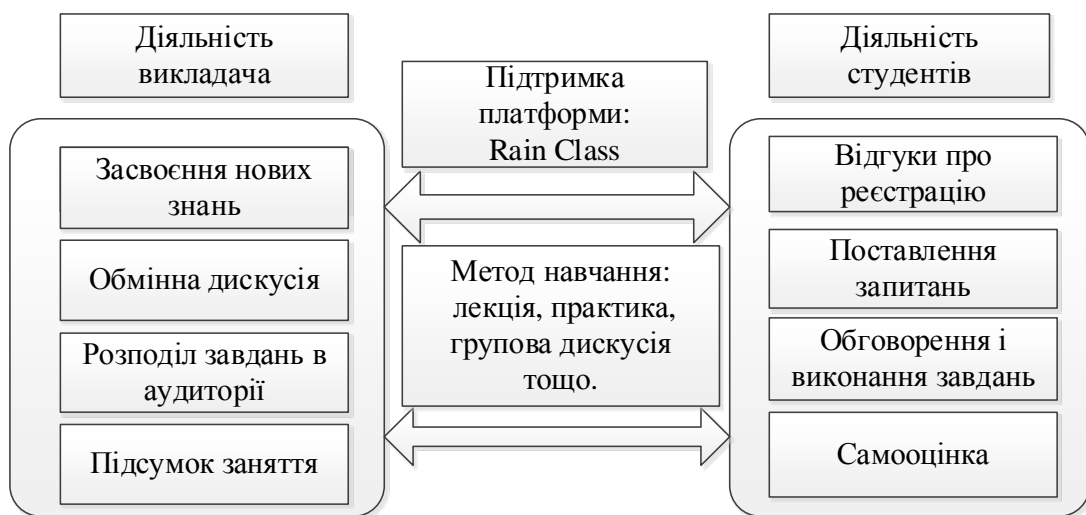 Діяльність
викладача
Засвоєння нових
знань
Обмінна дискусія
Розподіл завдань в
аудиторії
Підсумок заняття
Підтримка
платформи:
Rain Class
Метод навчання:
лекція, практика,
групова дискусія
тощо.
Діяльність
студентів
Відгуки про
реєстрацію
Поставлення
запитань
Обговорення і
виконання завдань
Самооцінка